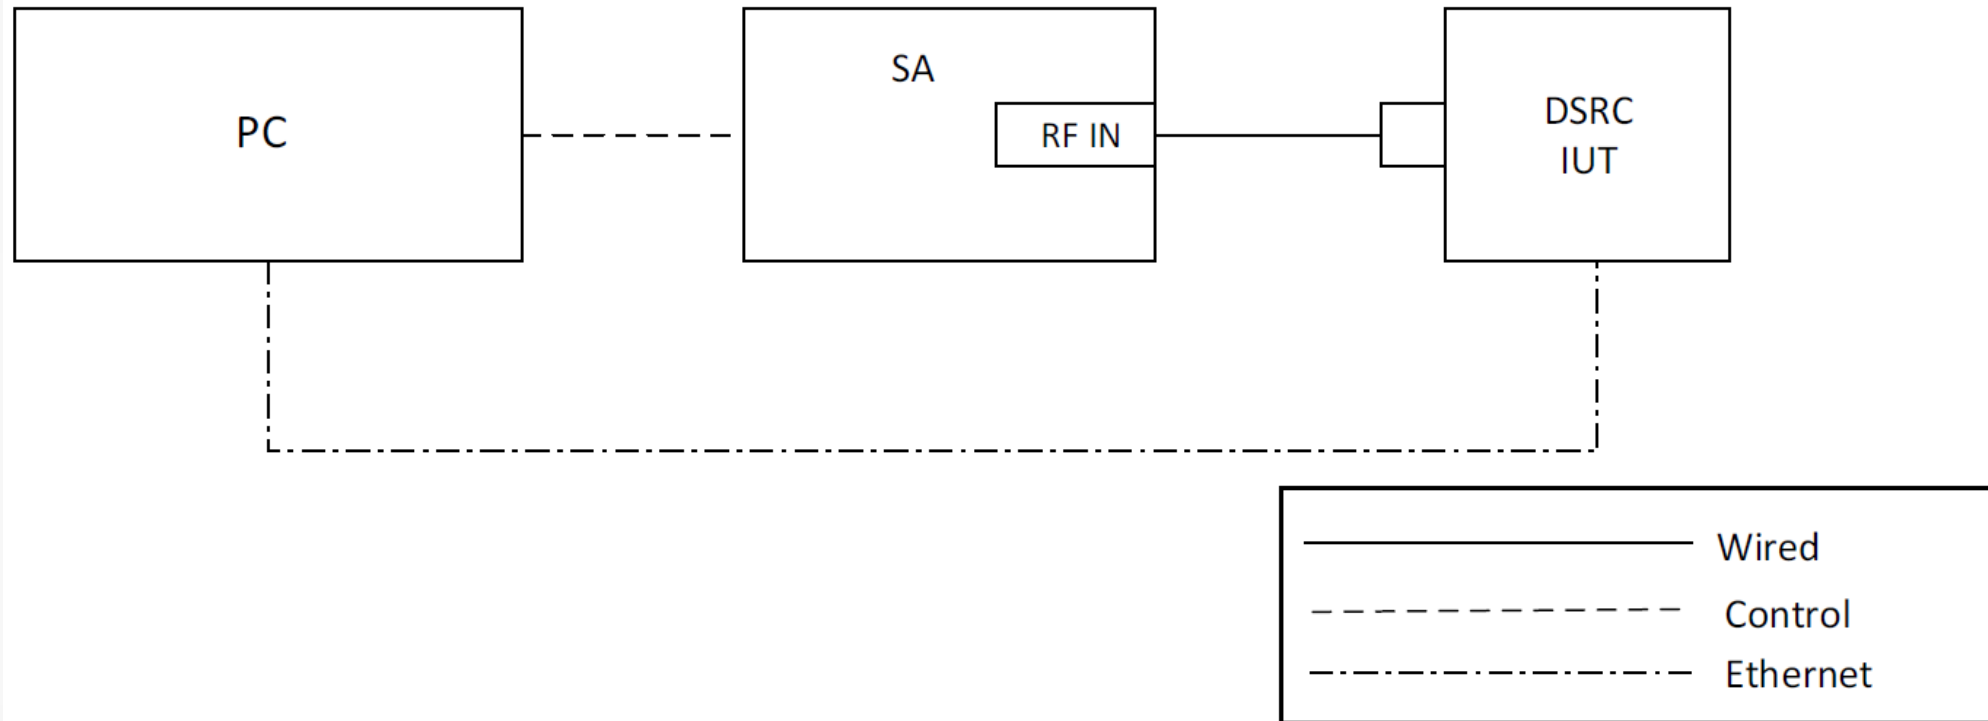 PC
SA
RF IN
DSRC
IUT
Wired
Control
Ethernet